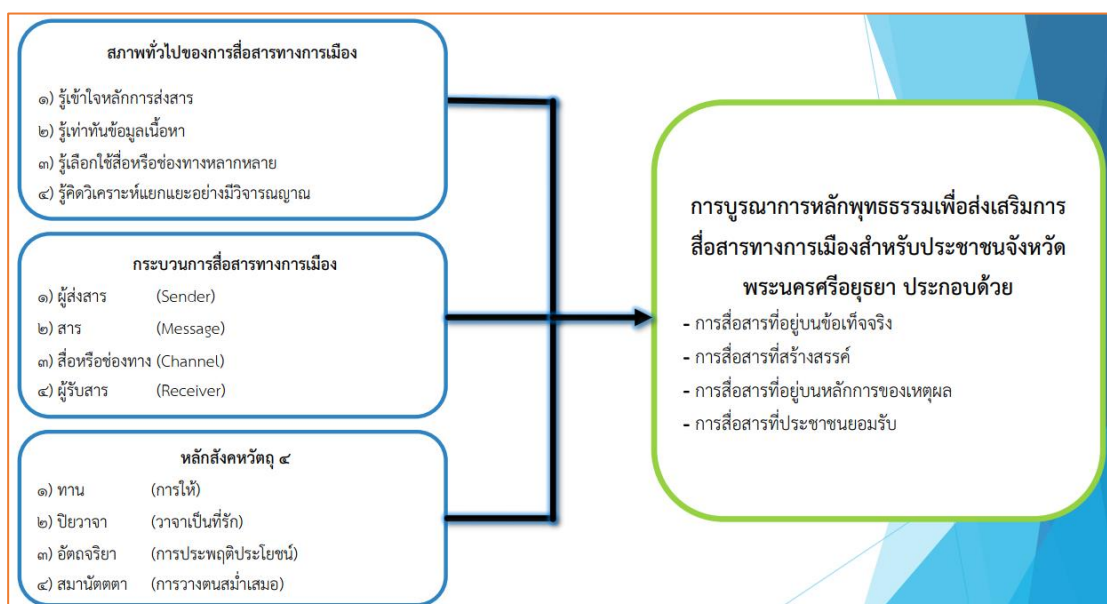 สภาพทั่วไปของการสื่อสารทางการเมือง
๑) รู้เข้าใจหลักการส่งสาร
๒) รู้เท่าทันข้อมูลเนื้อหา
๓) รู้เลือกใช้สื่อหรือช่องทางหลากหลาย
๔) รู้คิดวิเคราะห์แยกแยะอย่างมีวิจารณญาณ
กระบวนการสื่อสารทางการเมือง
๑) ผู้ส่งสาร (Sender)
๒) สาร (Message)
๓) สื่อหรือช่องทาง (Channel)
๔) ผู้รับสาร (Receiver)
หลักสังคหวัตถุ ๔
๑) ทาน (การให้)
๒) ปิยวาจา (วาจาเป็นที่รัก)
๓) อัตถจริยา (การประพฤติประโยชน์)
๔) สมานัตตตา (การวางตนสม่ำเสมอ)
การบูรณาการหลักพุทธธรรมเพื่อส่งเสริมการ
สื่อสารทางการเมืองสำหรับประชาชนจังหวัด
พระนครศรีอยุธยา ประกอบด้วย
- การสื่อสารที่อยู่บนข้อเท็จจริง
- การสื่อสารที่สร้างสรรค์
- การสื่อสารที่อยู่บนหลักการของเหตุผล
- การสื่อสารที่ประชาชนยอมรับ